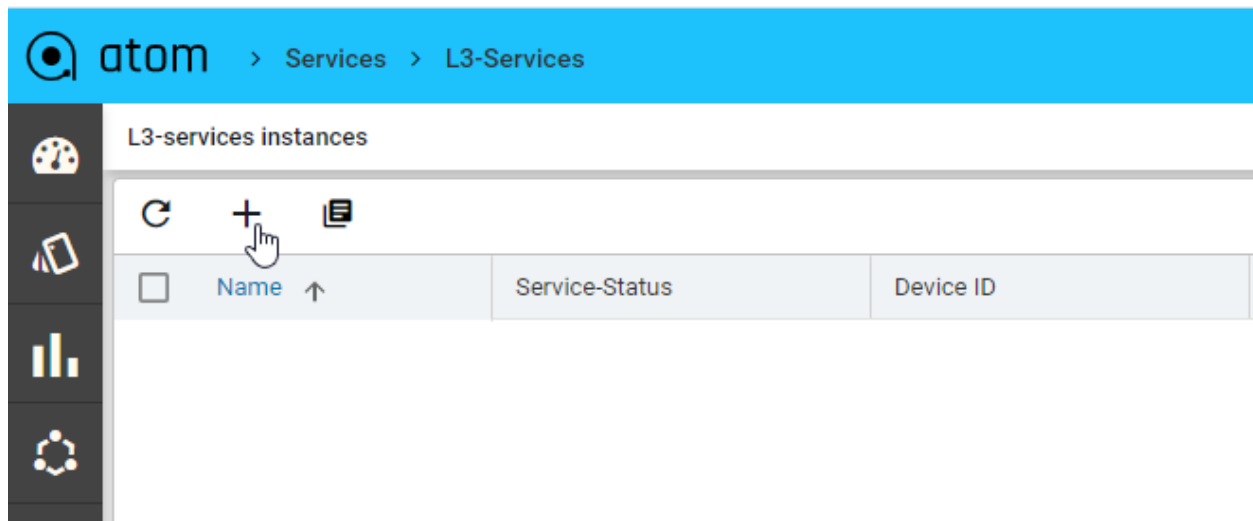 atom > Services > L3-Services
L3-services instances
Name Service-Status Device ID